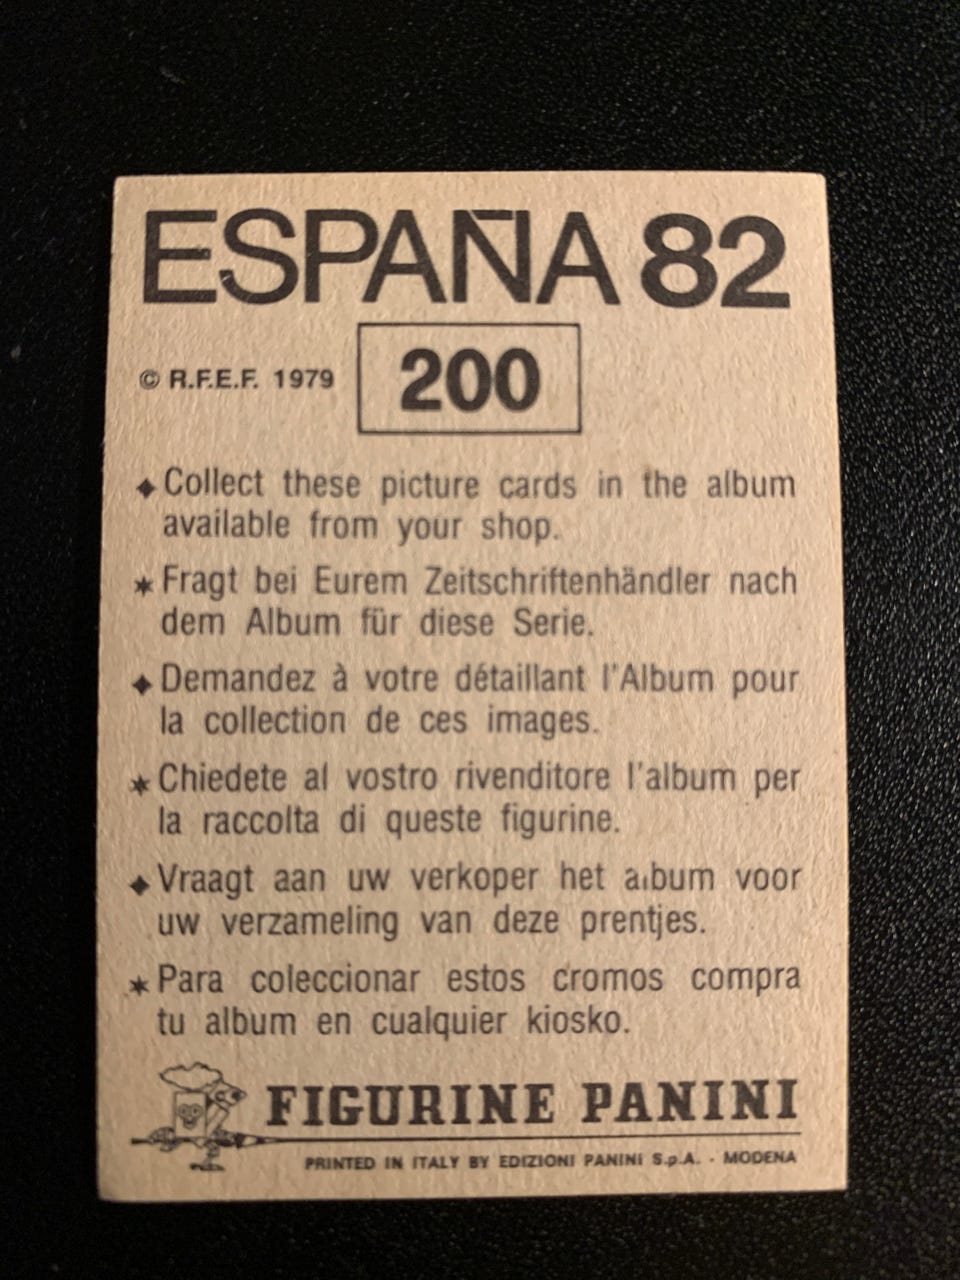 ESPAÑA 82
© R.F.E.F. 1979
200
◆ Collect these picture cards in the album
available from your shop.
✶ Fragt bei Eurem Zeitschriftenhändler nach
dem Album für diese Serie.
◆ Demandez à votre détaillant l'Album pour
la collection de ces images.
✶ Chiedete al vostro rivenditore l'album per
la raccolta di queste figurine.
◆ Vraagt aan uw verkoper het album voor
uw verzameling van deze prentjes.
✶ Para coleccionar estos cromos compra
tu album en cualquier kiosko.
FIGURINE PANINI
PRINTED IN ITALY BY EDIZIONI PANINI S.p.A. - MODENA